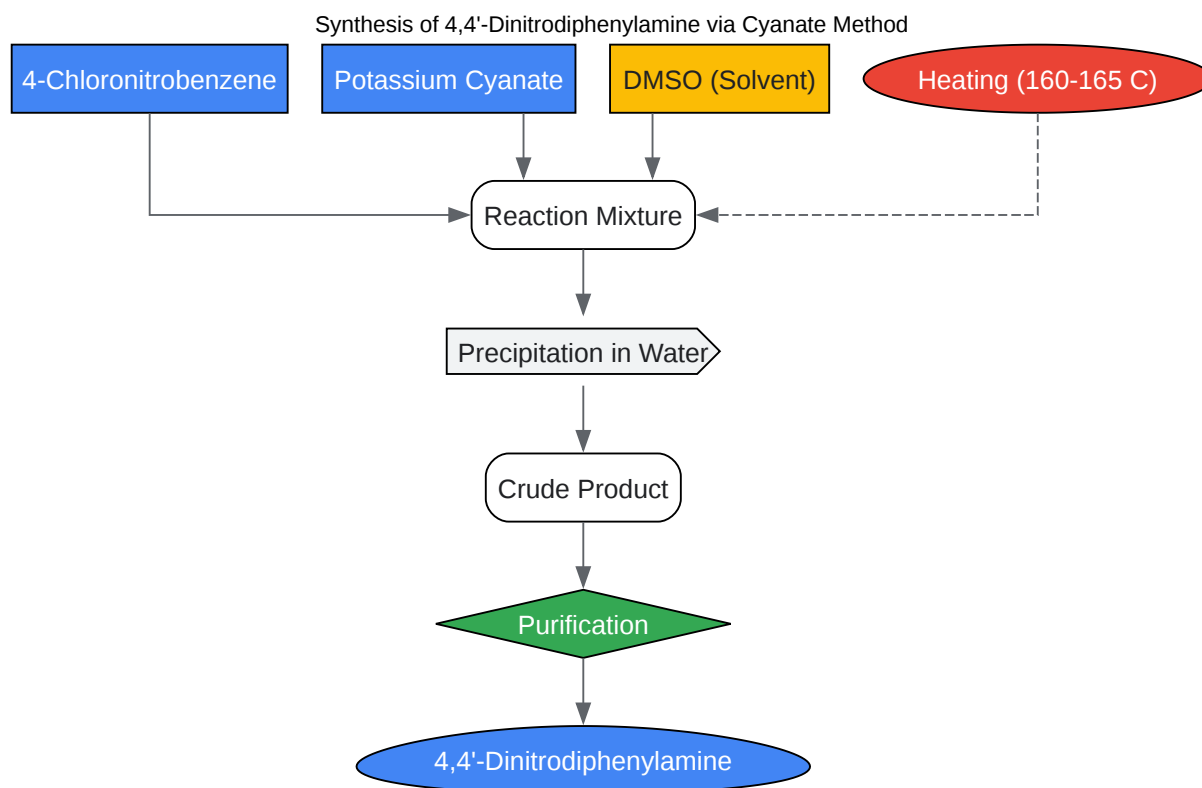 Synthesis of 4,4'-Dinitrodiphenylamine via Cyanate Method
4-Chloronitrobenzene
Potassium Cyanate
DMSO (Solvent)
Heating (160-165 C)
Reaction Mixture
Precipitation in Water
Crude Product
Purification
4,4'-Dinitrodiphenylamine